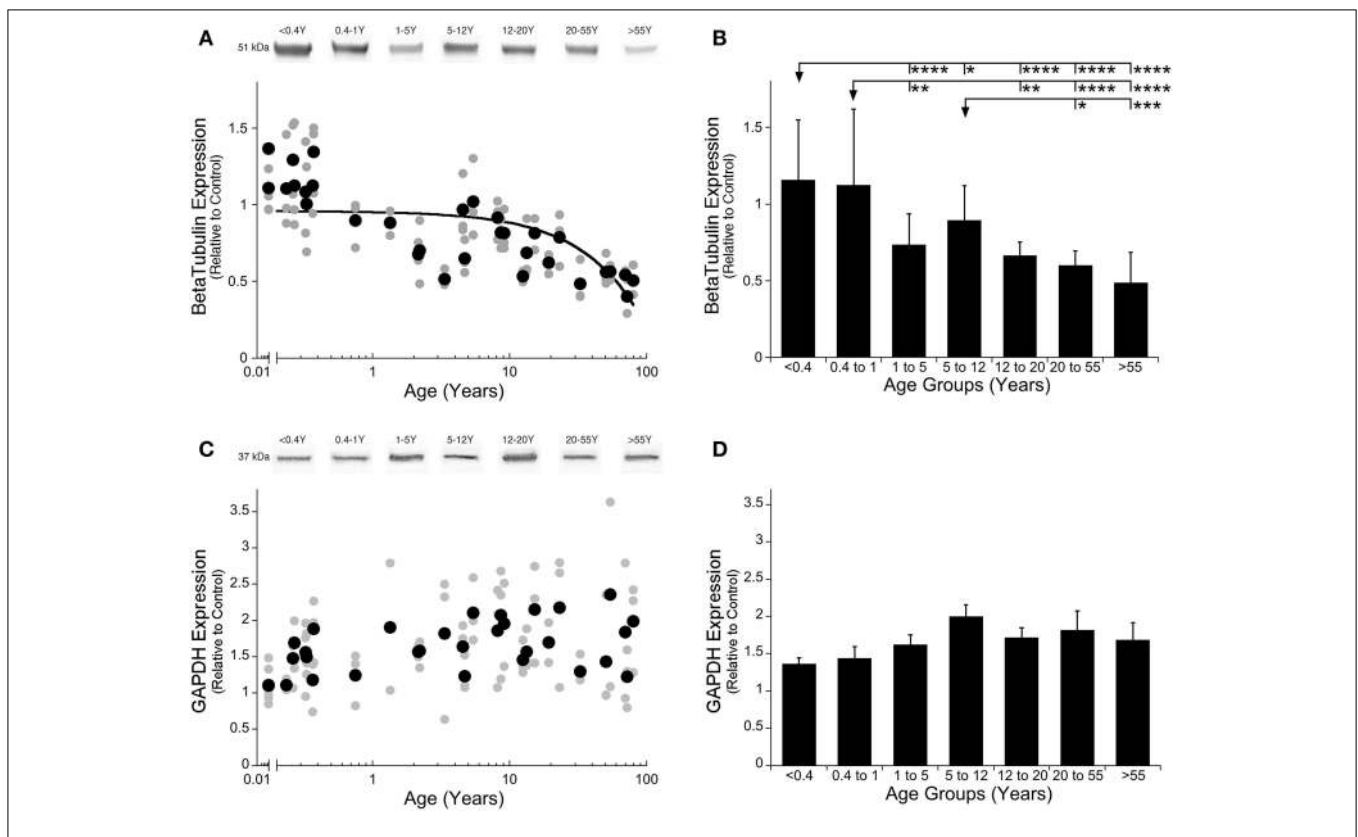 A
<0.4Y 0.4-1Y 1-5Y 5-12Y 12-20Y 20-55Y >55Y
51 kDa
BetaTubulin Expression
(Relative to Control)
1.5
1
0.5
0
0.01 1 10 100
Age (Years)
B
**** * **** **** ****
** ** **** ****
* ***
BetaTubulin Expression
(Relative to Control)
1.5
1
0.5
0
<0.4 0.4 to 1 1 to 5 5 to 12 12 to 20 20 to 55 >55
Age Groups (Years)
C
<0.4Y 0.4-1Y 1-5Y 5-12Y 12-20Y 20-55Y >55Y
37 kDa
GAPDH Expression
(Relative to Control)
3.5
3
2.5
2
1.5
1
0.5
0
0.01 1 10 100
Age (Years)
D
GAPDH Expression
(Relative to Control)
3.5
3
2.5
2
1.5
1
0.5
0
<0.4 0.4 to 1 1 to 5 5 to 12 12 to 20 20 to 55 >55
Age Groups (Years)